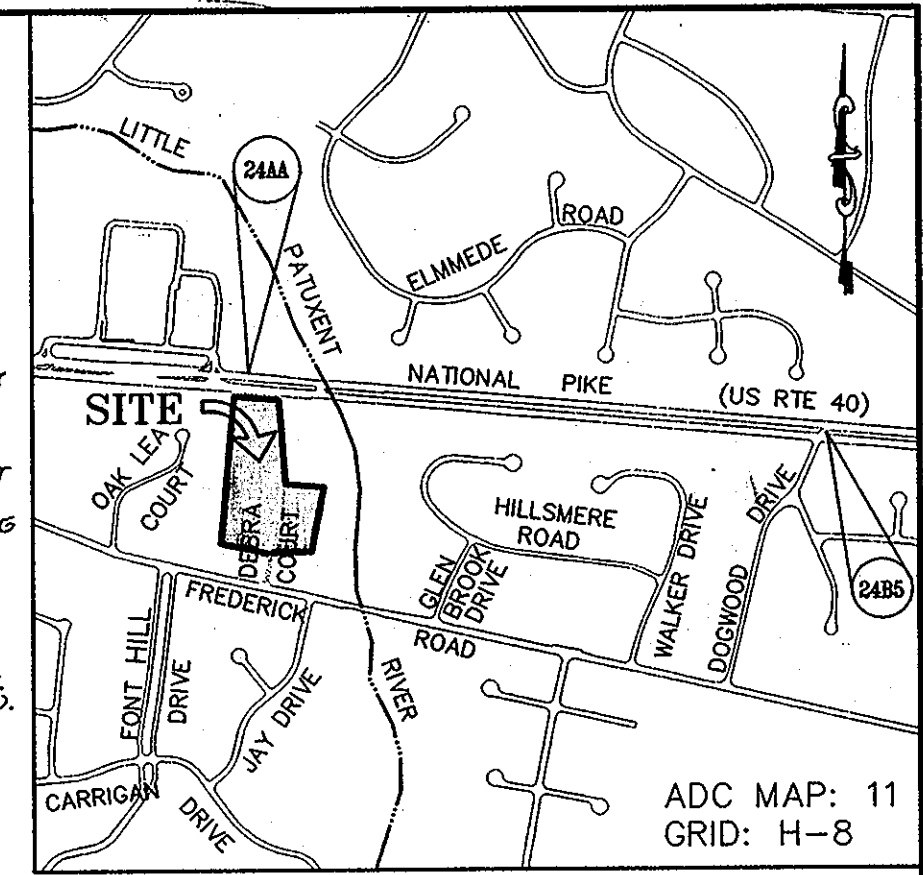 LITTLE
24AA
PATUXENT
ELMMEDE
ROAD
NATIONAL PIKE (US RTE 40)
SITE
OAK LEA
COURT
DEBRA
COURT
HILLSMERE
ROAD
GLEN
BROOK
DRIVE
WALKER DRIVE
DOGWOOD
DRIVE
24B5
FREDERICK
ROAD
FONT HILL
DRIVE
JAY DRIVE
RIVER
CARRIGAN
DRIVE
ADC MAP: 11
GRID: H-8